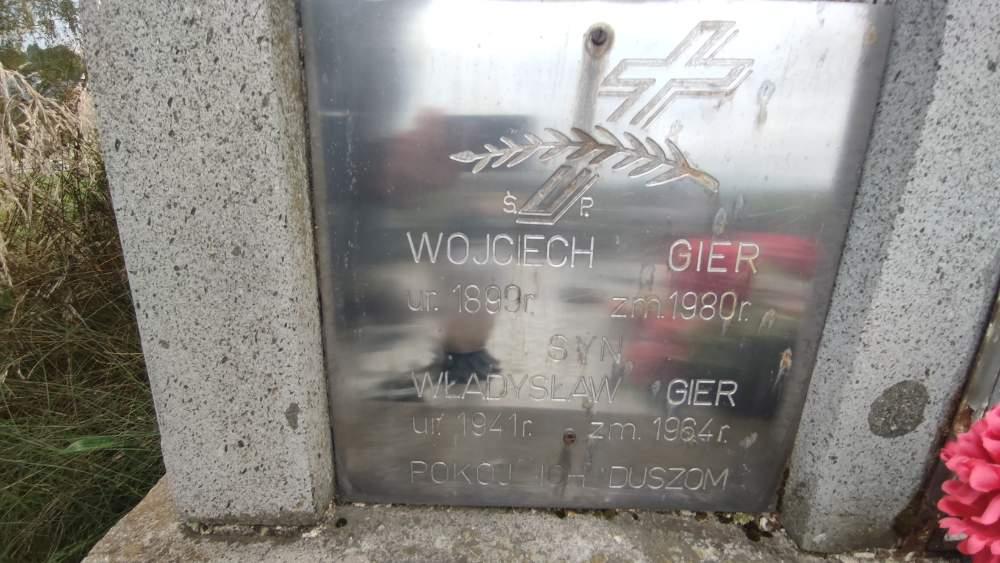 Ś. P.
WOJCIECH GIER
ur. 1899r. zm. 1980r.
SYN
WŁADYSŁAW GIER
ur. 1941r. zm. 1964r.
POKÓJ ICH DUSZOM